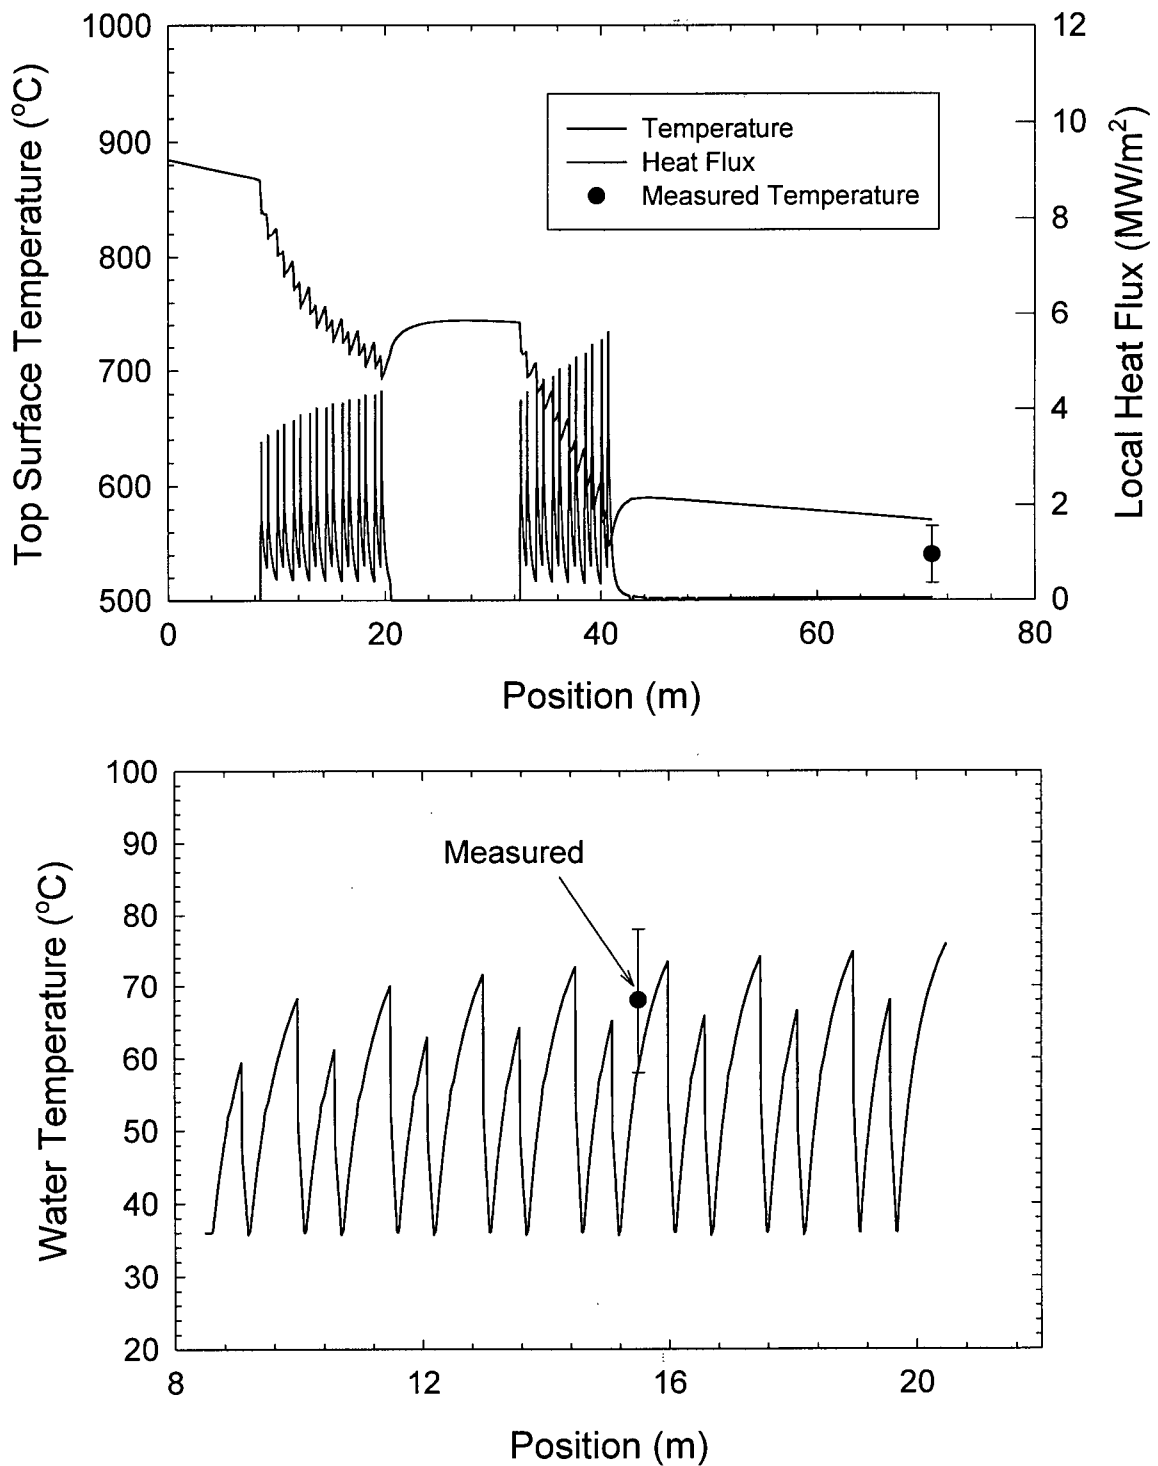 Top Surface Temperature (°C)
1000
900
800
700
600
500
Temperature
Heat Flux
Measured Temperature
12
10
8
6
4
2
0
Local Heat Flux (MW/m²)
0 20 40 60 80
Position (m)
Water Temperature (°C)
100
90
80
70
60
50
40
30
20
Measured
8 12 16 20
Position (m)